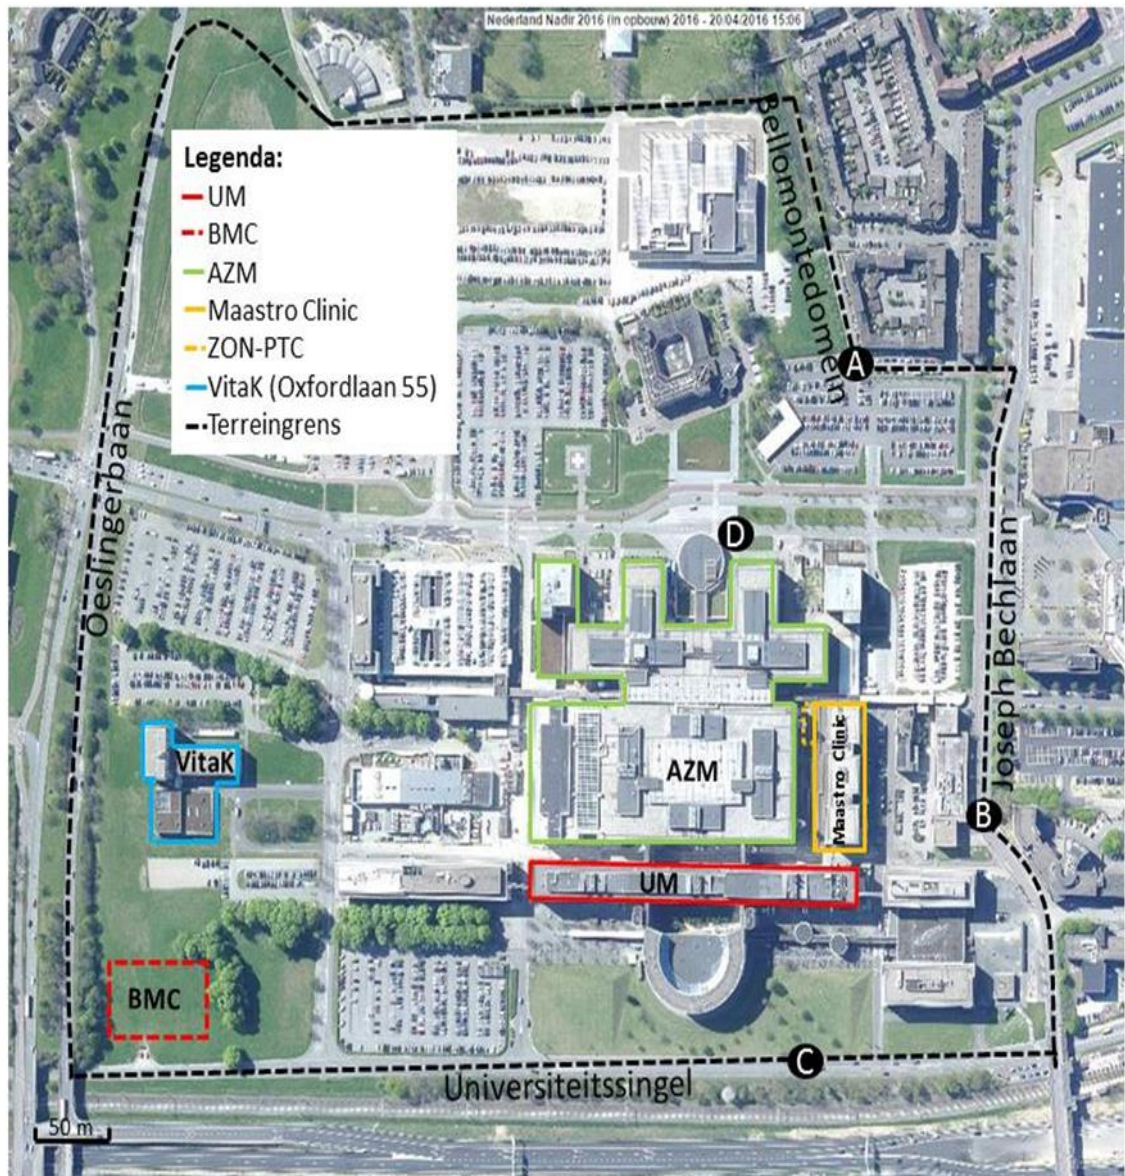 Nederland Nadir 2016 (in opbouw) 2016 - 20/04/2016 15:06
Legenda:
UM
BMC
AZM
Maastro Clinic
ZON-PTC
VitaK (Oxfordlaan 55)
Terreingrens
Bellomontedomein
A
Oeslingerbaan
D
Joseph Bechlaan
VitaK
AZM
Maastro Clinic
B
UM
BMC
C
Universiteitssingel
50 m